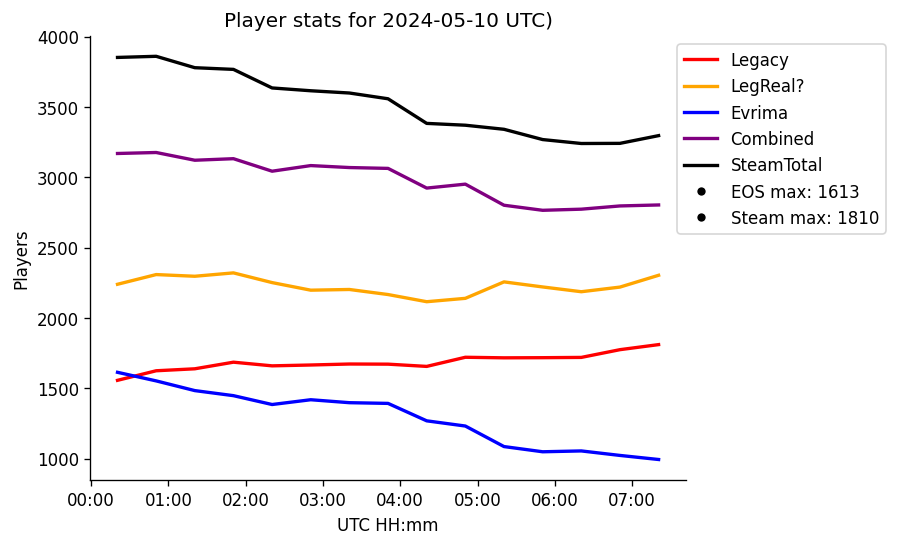 Player stats for 2024-05-10 UTC)
4000
3500
3000
2500
2000
1500
1000
Players
00:00 01:00 02:00 03:00 04:00 05:00 06:00 07:00
UTC HH:mm
Legacy
LegReal?
Evrima
Combined
SteamTotal
EOS max: 1613
Steam max: 1810